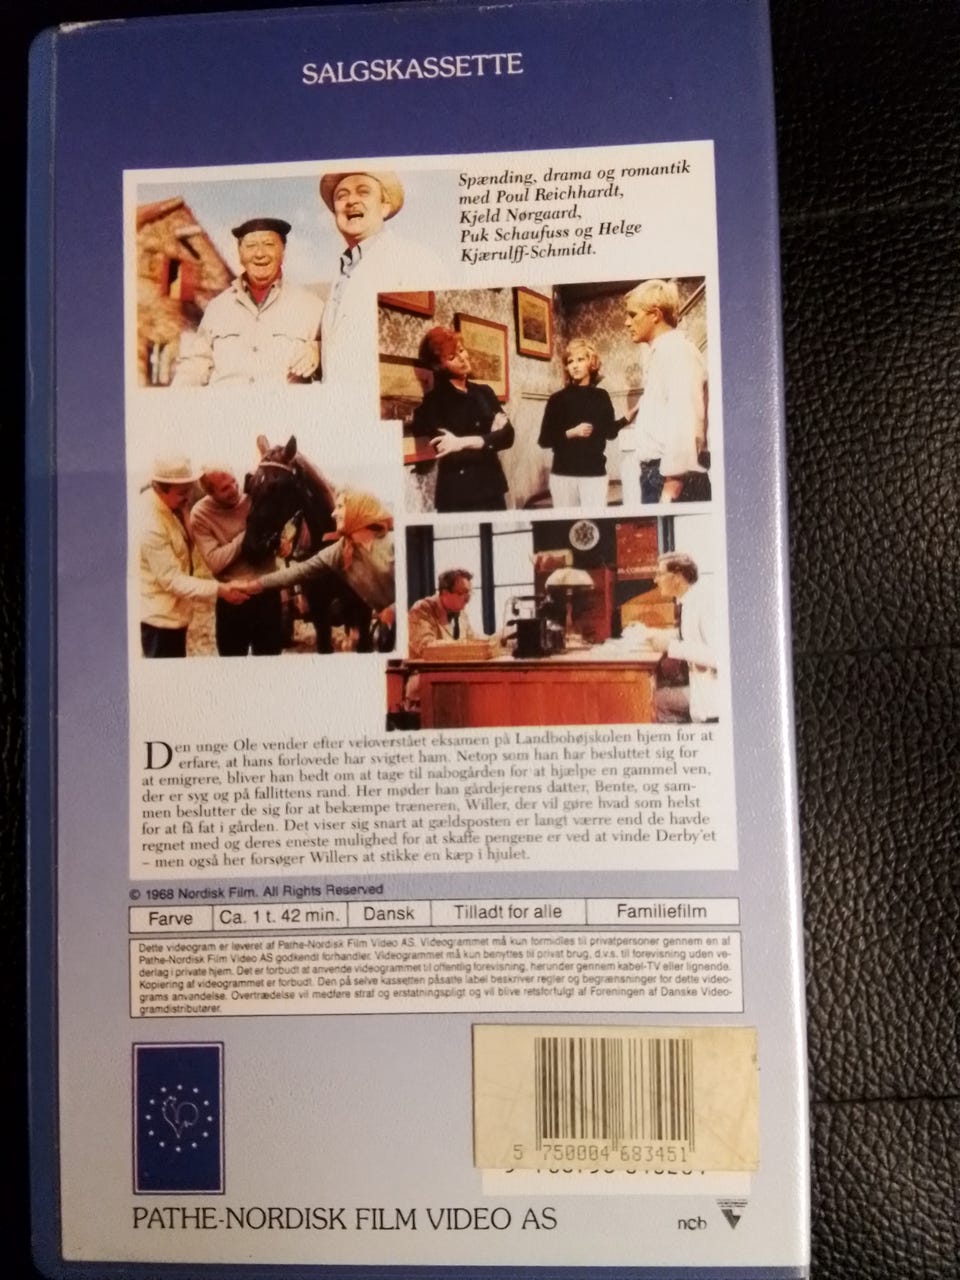 SALGSKASSETTE
Spænding, drama og romantik
med Poul Reichhardt,
Kjeld Nørgaard,
Puk Schaufuss og Helge
Kjærulff-Schmidt.
Den unge Ole vender efter veloverstået eksamen på Landbohøjskolen hjem for at
erfare, at hans forlovede har svigtet ham. Netop som han har besluttet sig for
at emigrere, bliver han bedt om at tage til nabogården for at hjælpe en gammel ven,
der er syg og på fallittens rand. Her møder han gårdejerens datter, Bente, og sam-
men beslutter de sig for at bekæmpe træneren, Willer, der vil gøre hvad som helst
for at få fat i gården. Det viser sig snart at gældsposten er langt værre end de havde
regnet med og deres eneste mulighed for at skaffe pengene er ved at vinde Derby'et
– men også her forsøger Willers at stikke en kæp i hjulet.
© 1968 Nordisk Film. All Rights Reserved
Farve Ca. 1 t. 42 min. Dansk Tilladt for alle Familiefilm
Dette videogram er leveret af Pathe-Nordisk Film Video AS. Videogrammet må kun formidles til privatpersoner gennem en af
Pathe-Nordisk Film Video AS godkendt forhandler. Videogrammet må kun benyttes til privat brug, d.v.s. til forevisning uden ve-
derlag i private hjem. Det er forbudt at anvende videogrammet til offentlig forevisning, herunder gennem kabel-TV eller lignende.
Kopiering af videogrammet er forbudt. Den på selve kassetten påsatte label beskriver regler og begrænsninger for dette video-
grams anvendelse. Overtrædelse vil medføre straf og erstatningspligt og vil blive retsforfulgt af Foreningen af Danske Video-
gramdistributører.
5 750004 683451
PATHE-NORDISK FILM VIDEO AS
ncb